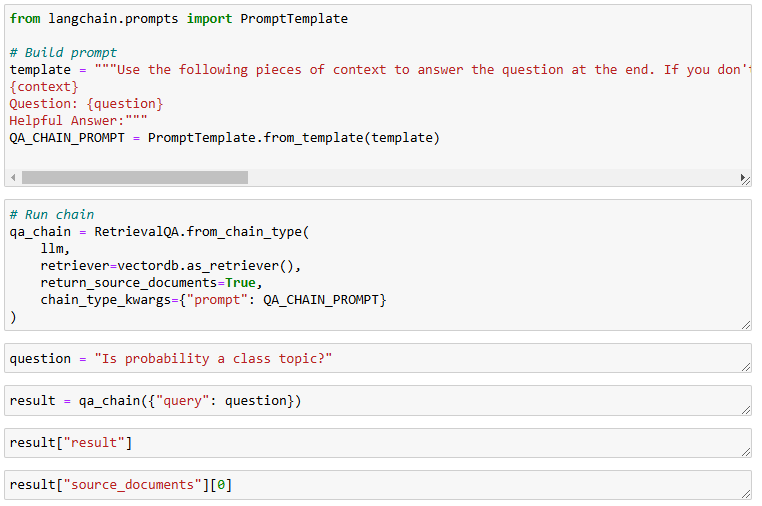 from langchain.prompts import PromptTemplate
# Build prompt
template = """Use the following pieces of context to answer the question at the end. If you don't
{context}
Question: {question}
Helpful Answer:"""
QA_CHAIN_PROMPT = PromptTemplate.from_template(template)
# Run chain
qa_chain = RetrievalQA.from_chain_type(
    llm,
    retriever=vectordb.as_retriever(),
    return_source_documents=True,
    chain_type_kwargs={"prompt": QA_CHAIN_PROMPT}
)
question = "Is probability a class topic?"
result = qa_chain({"query": question})
result["result"]
result["source_documents"][0]